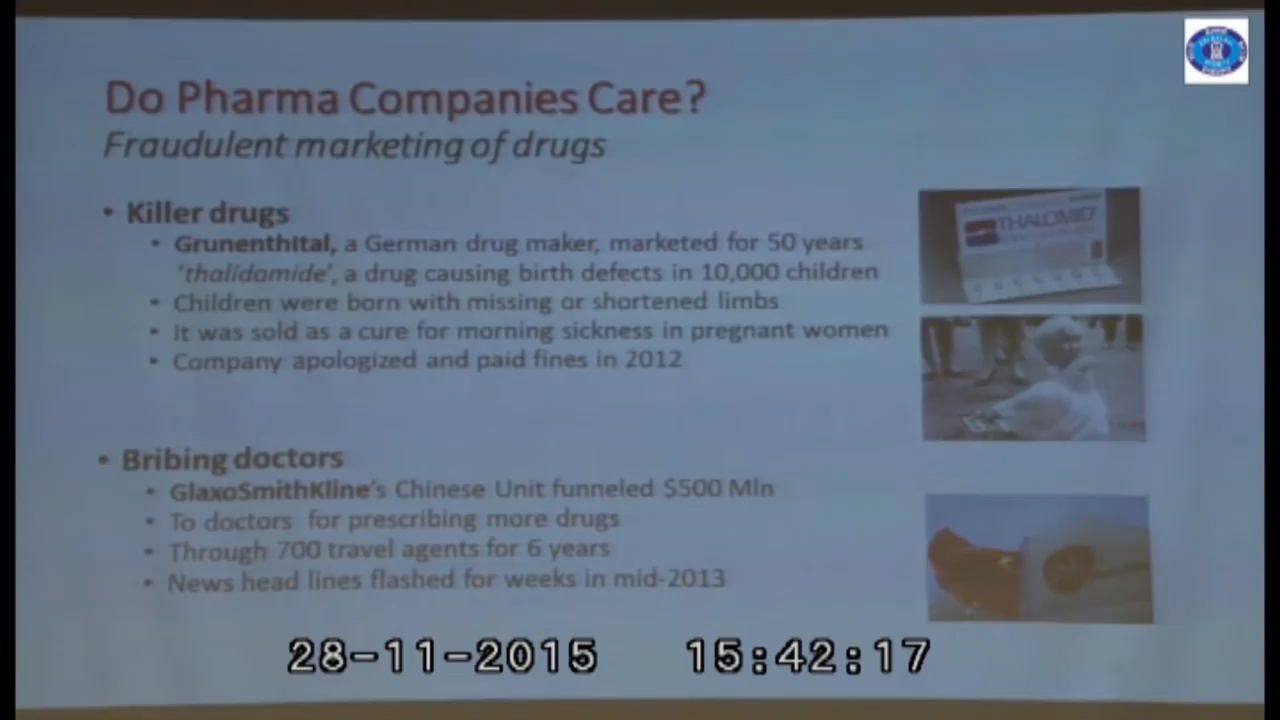 Do Pharma Companies Care?
Fraudulent marketing of drugs
• Killer drugs
• Grunenthital, a German drug maker, marketed for 50 years
'thalidamide', a drug causing birth defects in 10,000 children
• Children were born with missing or shortened limbs
• It was sold as a cure for morning sickness in pregnant women
• Company apologized and paid fines in 2012
THALOMID
• Bribing doctors
• GlaxoSmithKline's Chinese Unit funneled $500 Mln
• To doctors for prescribing more drugs
• Through 700 travel agents for 6 years
• News head lines flashed for weeks in mid-2013
28-11-2015 15:42:17